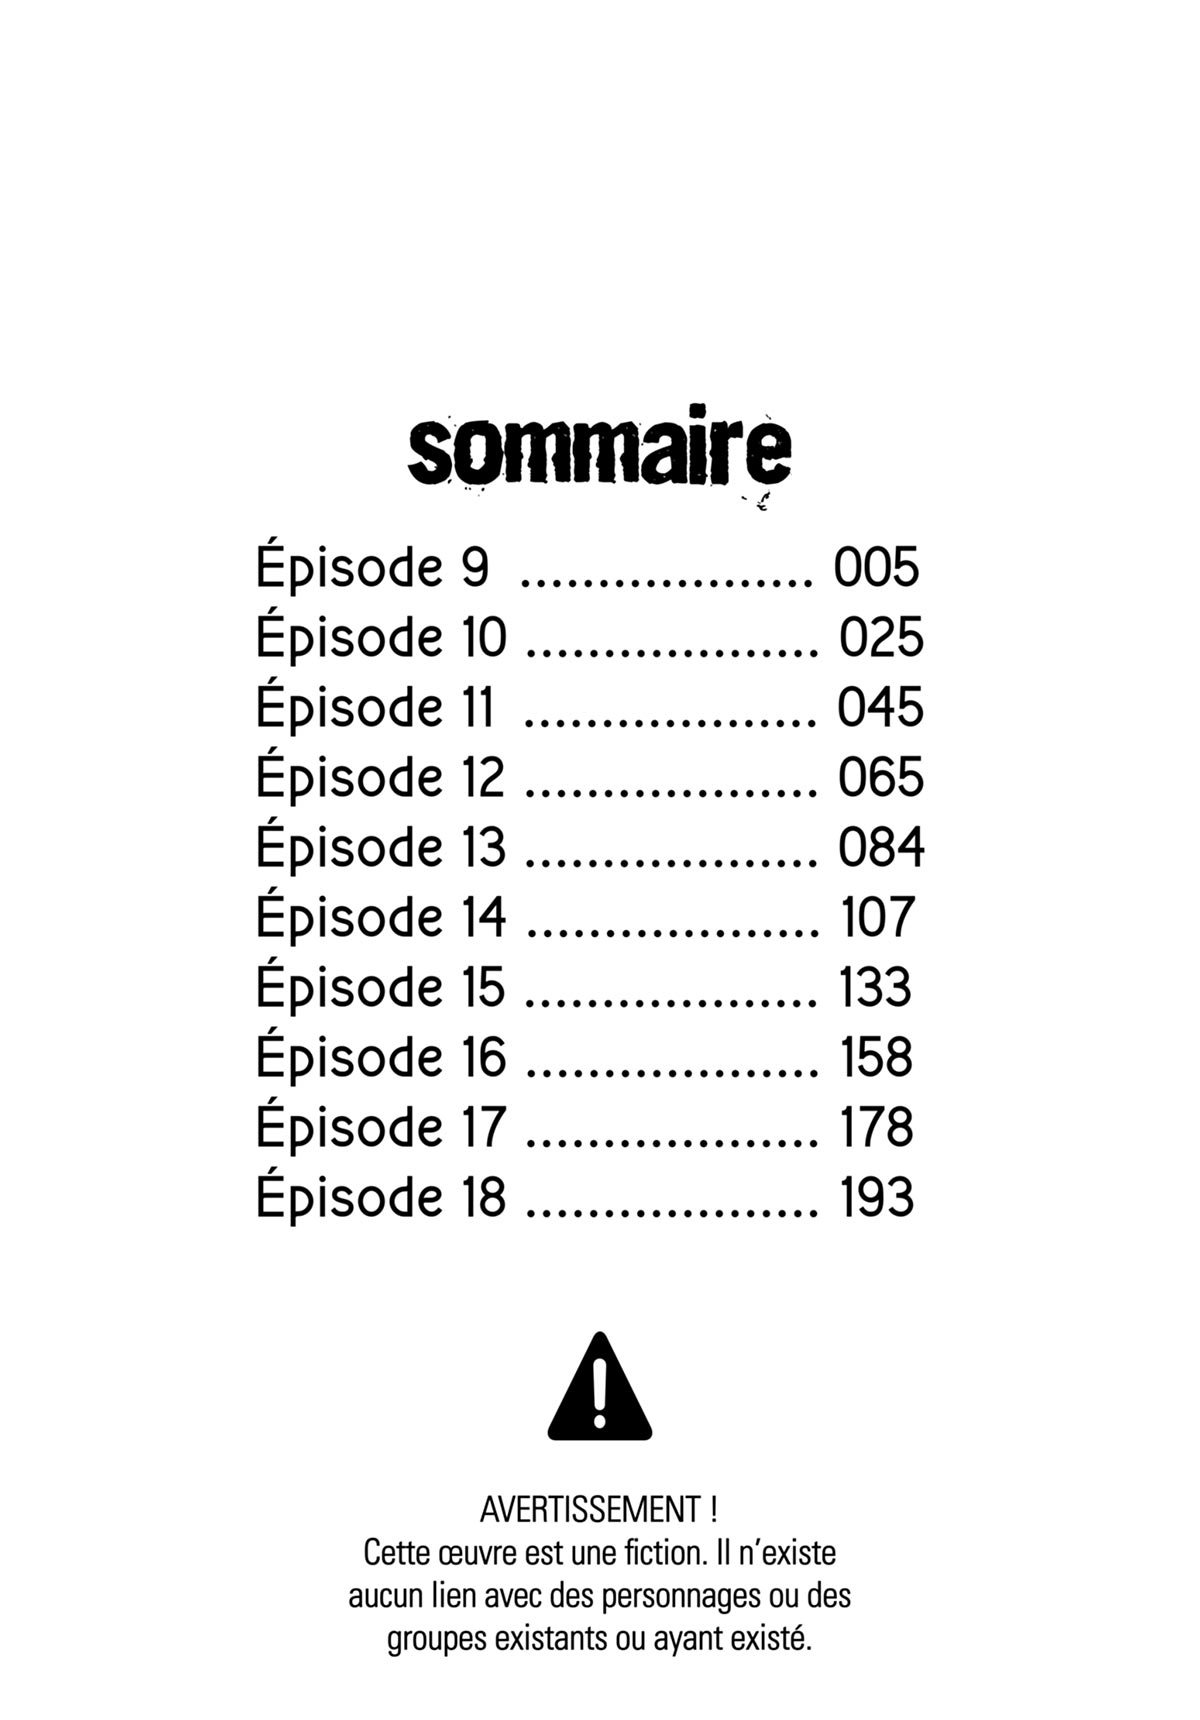 sommaire
Épisode 9 ................... 005
Épisode 10 ................... 025
Épisode 11 ................... 045
Épisode 12 ................... 065
Épisode 13 ................... 084
Épisode 14 ................... 107
Épisode 15 ................... 133
Épisode 16 ................... 158
Épisode 17 ................... 178
Épisode 18 ................... 193
AVERTISSEMENT !
Cette œuvre est une fiction. Il n’existe
aucun lien avec des personnages ou des
groupes existants ou ayant existé.